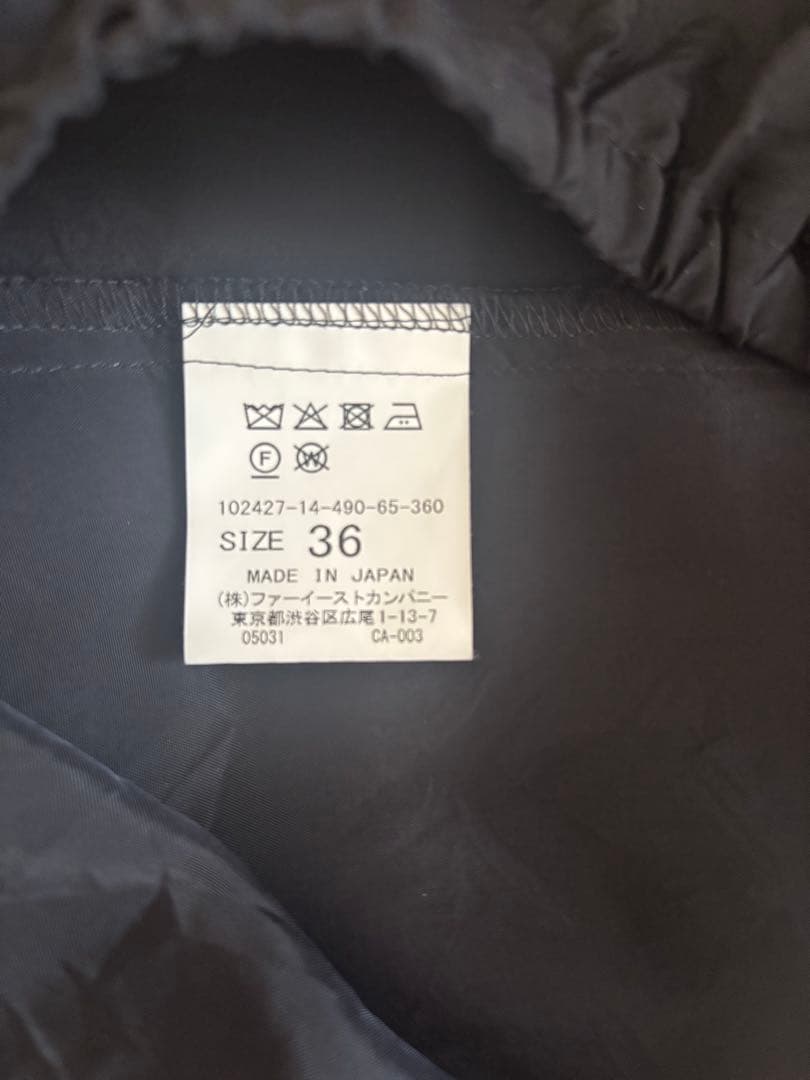 F W
102427-14-490-65-360
SIZE 36
MADE IN JAPAN
(株)ファーイーストカンパニー
東京都渋谷区広尾1-13-7
05031 CA-003